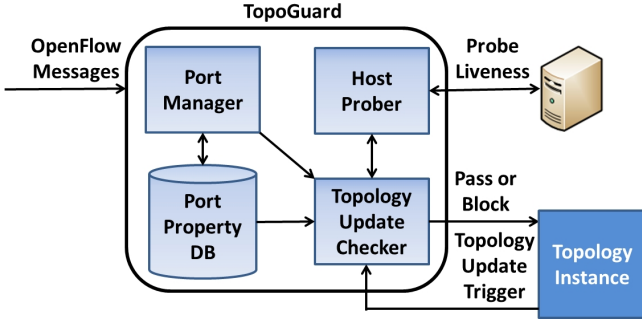 TopoGuard
OpenFlow
Messages
Port
Manager
Host
Prober
Probe
Liveness
Port
Property
DB
Topology
Update
Checker
Pass or
Block
Topology
Update
Trigger
Topology
Instance